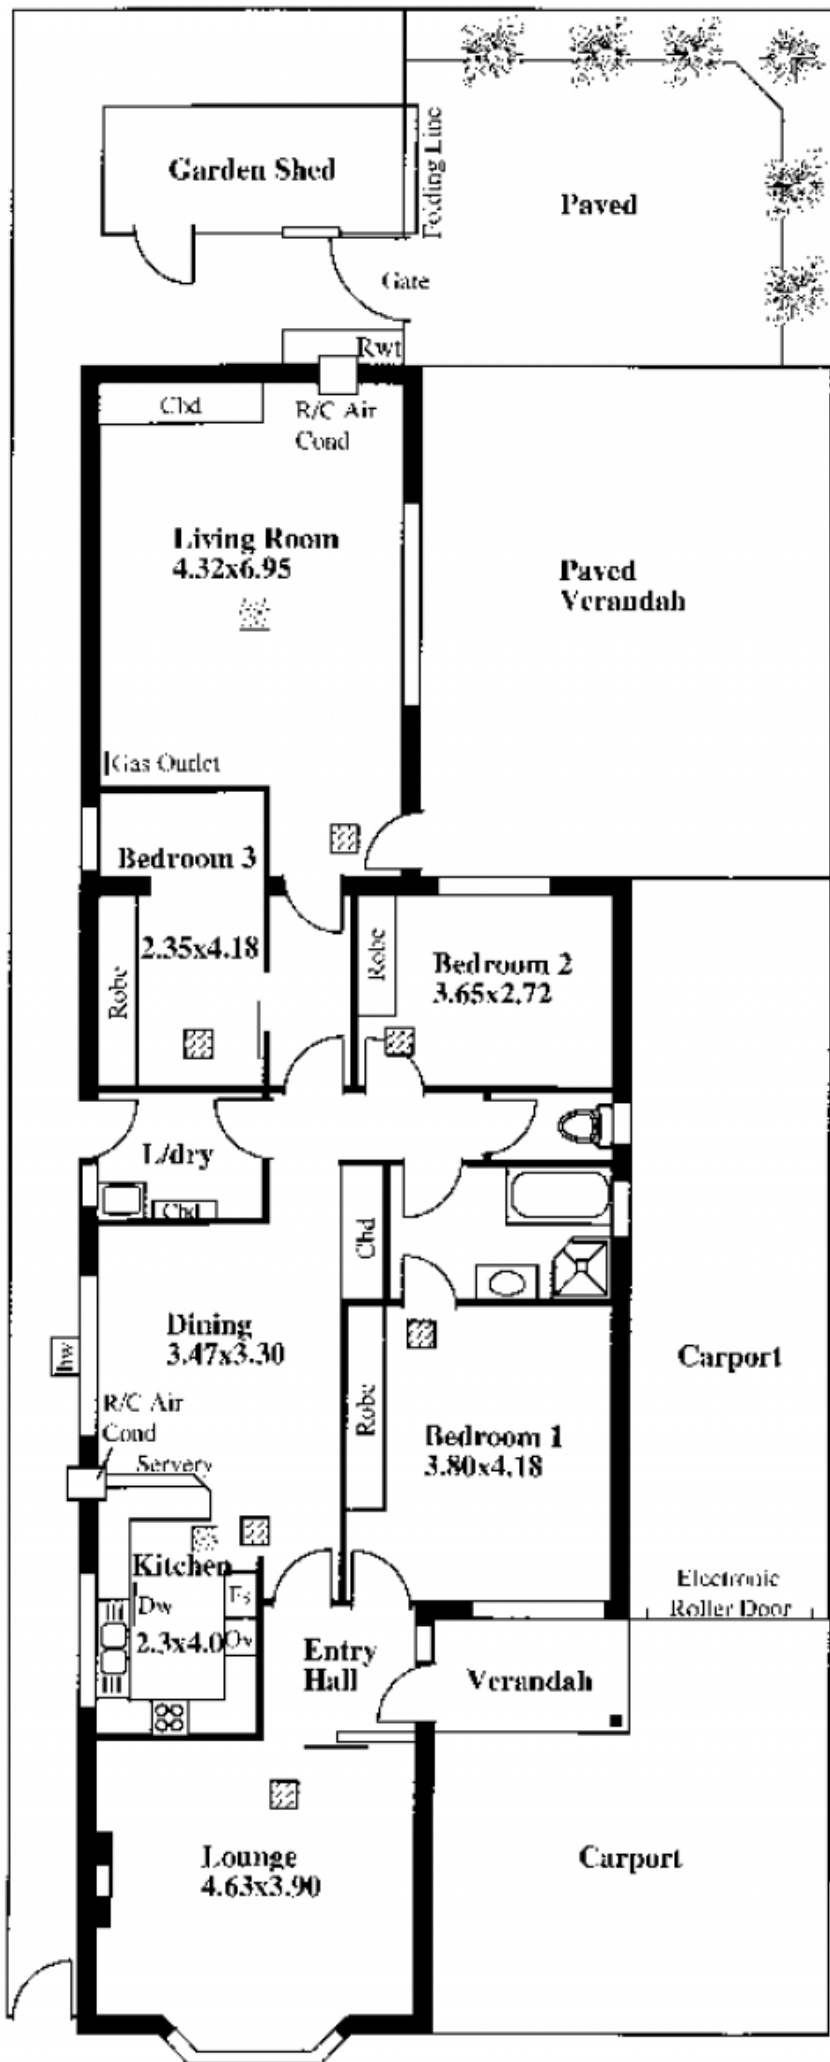 Garden Shed
Folding Line
Paved
Gate
Rwt
Cbd
R/C Air
Cond
Living Room
4.32x6.95
Paved
Verandah
Gas Outlet
Bedroom 3
2.35x4.18
Robe
Robe
Bedroom 2
3.65x2.72
L/dry
Cbd
Cbd
Dining
3.47x3.30
hw
R/C Air
Cond
Servery
Robe
Bedroom 1
3.80x4.18
Carport
Kitchen
Dw
2.3x4.0
Fs
Ov
Entry
Hall
Electronic
Roller Door
Verandah
Lounge
4.63x3.90
Carport